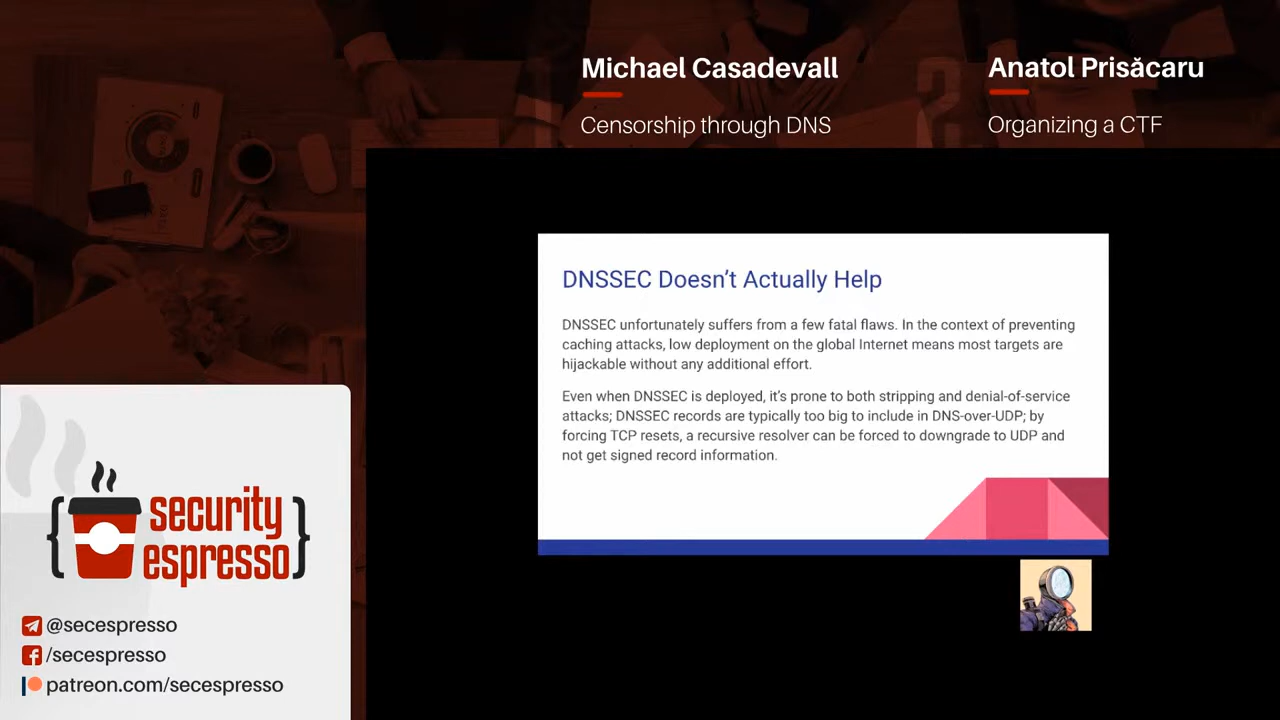 Michael Casadevall
Censorship through DNS
Anatol Prisăcaru
Organizing a CTF
DNSSEC Doesn't Actually Help
DNSSEC unfortunately suffers from a few fatal flaws. In the context of preventing
caching attacks, low deployment on the global Internet means most targets are
hijackable without any additional effort.
Even when DNSSEC is deployed, it's prone to both stripping and denial-of-service
attacks; DNSSEC records are typically too big to include in DNS-over-UDP; by
forcing TCP resets, a recursive resolver can be forced to downgrade to UDP and
not get signed record information.
security
espresso
@secespresso
/secespresso
patreon.com/secespresso